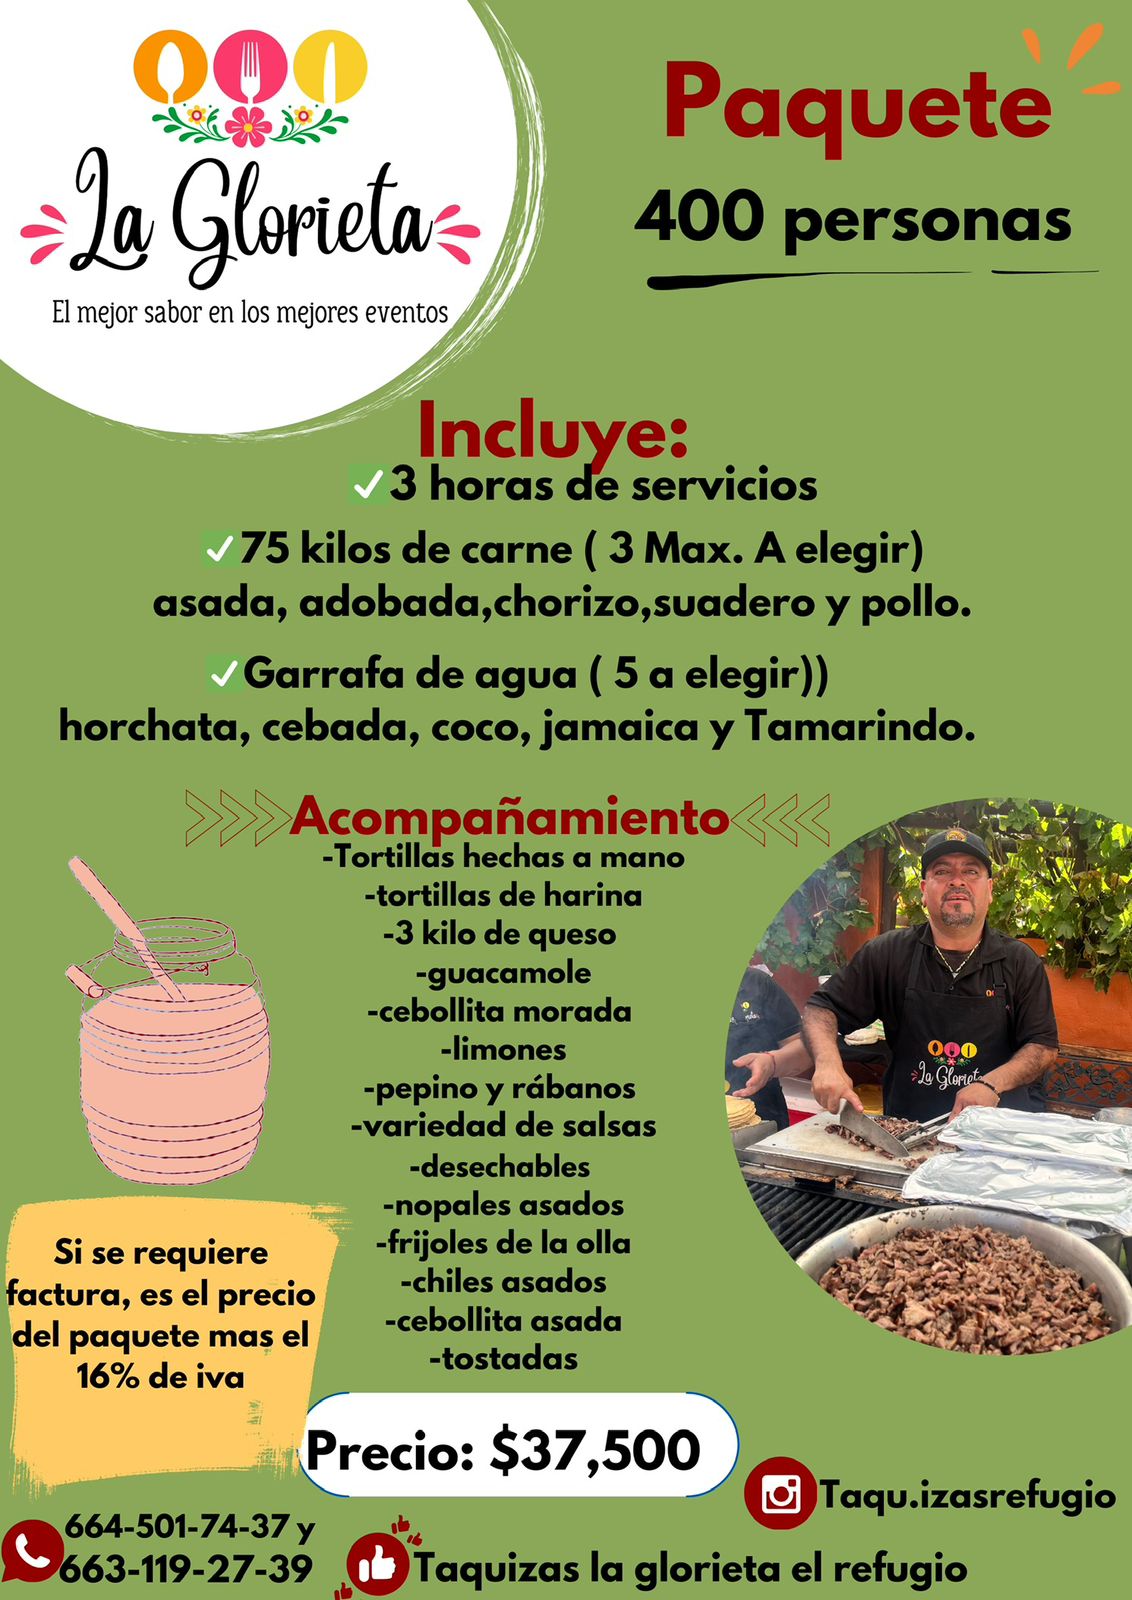 La Glorieta
El mejor sabor en los mejores eventos
Paquete
400 personas
Incluye:
✅3 horas de servicios
✅75 kilos de carne ( 3 Max. A elegir)
asada, adobada,chorizo,suadero y pollo.
✅Garrafa de agua ( 5 a elegir))
horchata, cebada, coco, jamaica y Tamarindo.
Acompañamiento
-Tortillas hechas a mano
-tortillas de harina
-3 kilo de queso
-guacamole
-cebollita morada
-limones
-pepino y rábanos
-variedad de salsas
-desechables
-nopales asados
-frijoles de la olla
-chiles asados
-cebollita asada
-tostadas
La Glorieta
Si se requiere
factura, es el precio
del paquete mas el
16% de iva
Precio: $37,500
Taqu.izasrefugio
664-501-74-37 y
663-119-27-39
Taquizas la glorieta el refugio